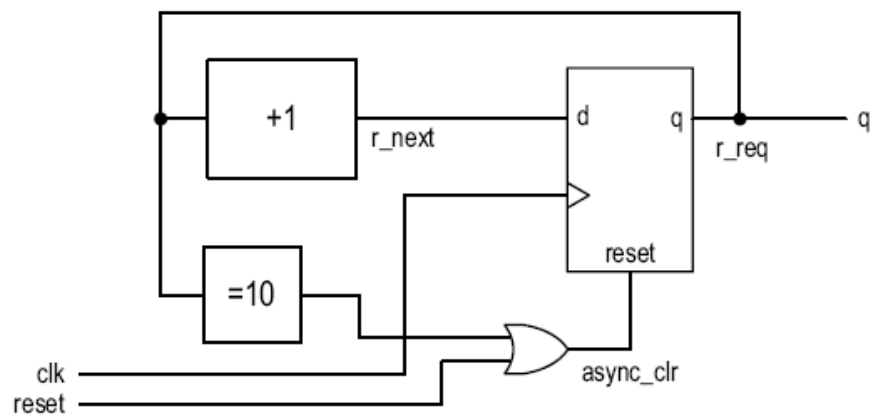 +1
d
q
q
r_next
r_req
reset
=10
clk
async_clr
reset